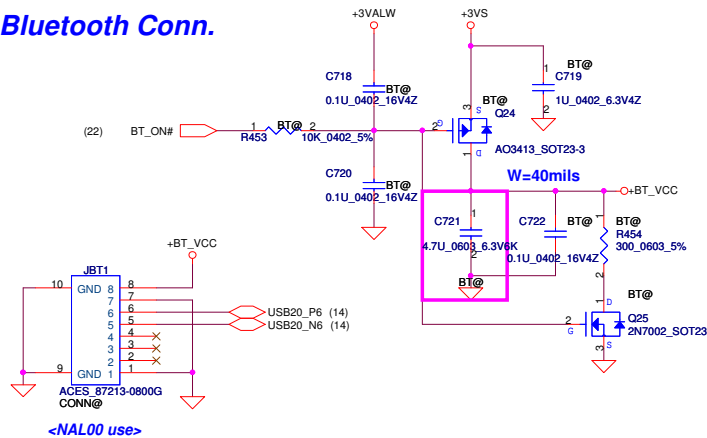 Bluetooth Conn.
+3VALW
+3VS
C718
BT@
0.1U_0402_16V4Z
1
BT@
C719
2
1U_0402_6.3V4Z
3
S
BT@
Q24
(22)
BT_ON#
1
BT@
2
R453
10K_0402_5%
2
G
1
D
AO3413_SOT23-3
C720
BT@
0.1U_0402_16V4Z
W=40mils
+BT_VCC
C721
1
4.7U_0603_6.3V6K
2
BT@
C722
BT@
0.1U_0402_16V4Z
1
BT@
R454
300_0603_5%
2
1
D
BT@
2
G
Q25
2N7002_SOT23
3
S
+BT_VCC
JBT1
10
GND
8
8
7
7
6
6
USB20_P6 (14)
5
5
USB20_N6 (14)
4
4
3
3
2
2
9
GND
1
1
ACES_87213-0800G
CONN@
<NAL00 use>